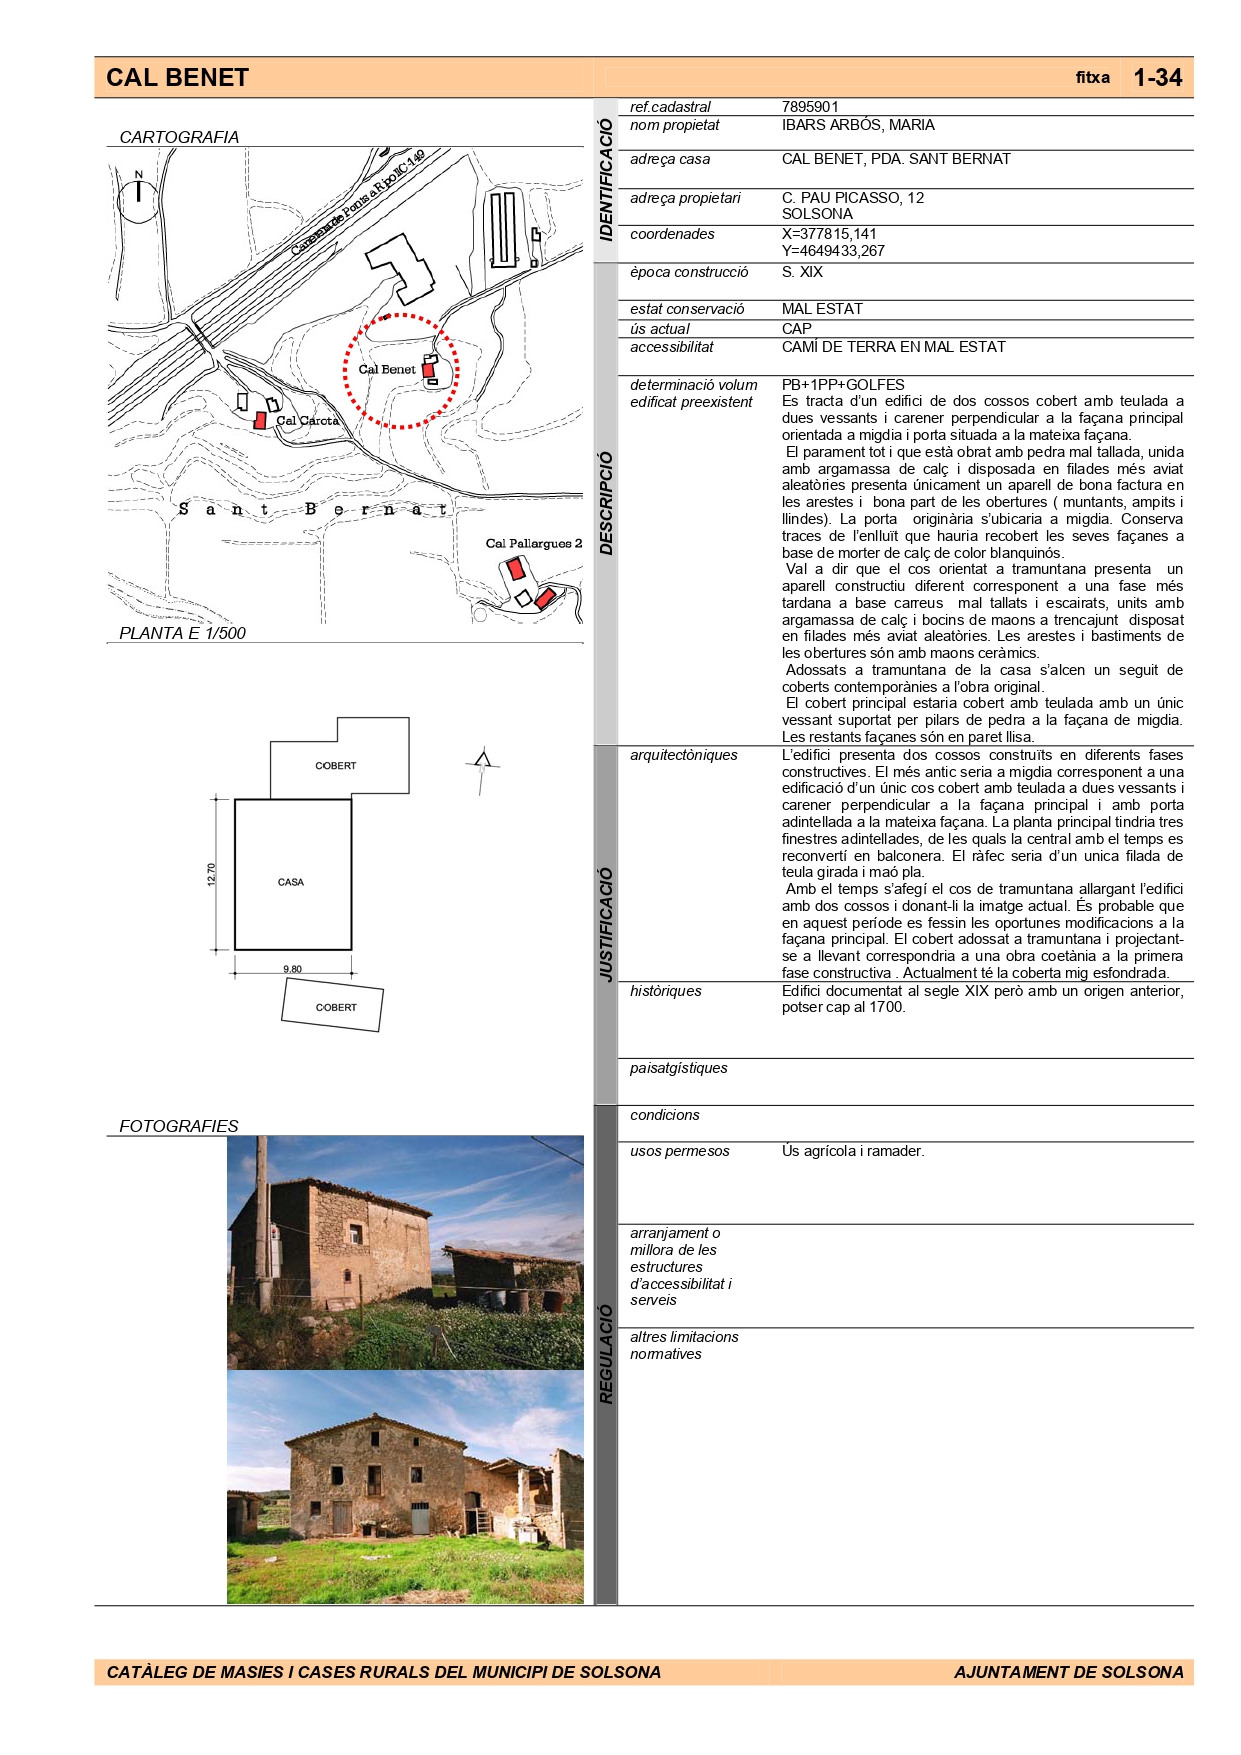 CAL BENET
fitxa 1-34
CARTOGRAFIA
N
Carretera de Ponts a Ripoll C-149
Cal Benet
Cal Carota
Sant Bernat
Cal Pallargues 2
PLANTA E 1/500
COBERT
12.70
CASA
9.80
COBERT
FOTOGRAFIES
IDENTIFICACIÓ
ref.cadastral 7895901
nom propietat IBARS ARBÓS, MARIA
adreça casa CAL BENET, PDA. SANT BERNAT
adreça propietari C. PAU PICASSO, 12
SOLSONA
coordenades X=377815,141
Y=4649433,267
DESCRIPCIÓ
època construcció S. XIX
estat conservació MAL ESTAT
ús actual CAP
accessibilitat CAMÍ DE TERRA EN MAL ESTAT
determinació volum
edificat preexistent
PB+1PP+GOLFES
Es tracta d’un edifici de dos cossos cobert amb teulada a
dues vessants i carener perpendicular a la façana principal
orientada a migdia i porta situada a la mateixa façana.
El parament tot i que està obrat amb pedra mal tallada, unida
amb argamassa de calç i disposada en filades més aviat
aleatòries presenta únicament un aparell de bona factura en
les arestes i bona part de les obertures ( muntants, ampits i
llindes). La porta originària s’ubicaria a migdia. Conserva
traces de l’enlluït que hauria recobert les seves façanes a
base de morter de calç de color blanquinós.
Val a dir que el cos orientat a tramuntana presenta un
aparell constructiu diferent corresponent a una fase més
tardana a base carreus mal tallats i escairats, units amb
argamassa de calç i bocins de maons a trencajunt disposat
en filades més aviat aleatòries. Les arestes i bastiments de
les obertures són amb maons ceràmics.
Adossats a tramuntana de la casa s’alcen un seguit de
coberts contemporànies a l’obra original.
El cobert principal estaria cobert amb teulada amb un únic
vessant suportat per pilars de pedra a la façana de migdia.
Les restants façanes són en paret llisa.
JUSTIFICACIÓ
arquitectòniques
L’edifici presenta dos cossos construïts en diferents fases
constructives. El més antic seria a migdia corresponent a una
edificació d’un únic cos cobert amb teulada a dues vessants i
carener perpendicular a la façana principal i amb porta
adintellada a la mateixa façana. La planta principal tindria tres
finestres adintellades, de les quals la central amb el temps es
reconvertí en balconera. El ràfec seria d’un unica filada de
teula girada i maó pla.
Amb el temps s’afegí el cos de tramuntana allargant l’edifici
amb dos cossos i donant-li la imatge actual. És probable que
en aquest període es fessin les oportunes modificacions a la
façana principal. El cobert adossat a tramuntana i projectant-
se a llevant correspondria a una obra coetània a la primera
fase constructiva . Actualment té la coberta mig esfondrada.
històriques
Edifici documentat al segle XIX però amb un origen anterior,
potser cap al 1700.
paisatgístiques
REGULACIÓ
condicions
usos permesos Ús agrícola i ramader.
arranjament o
millora de les
estructures
d’accessibilitat i
serveis
altres limitacions
normatives
CATÀLEG DE MASIES I CASES RURALS DEL MUNICIPI DE SOLSONA
AJUNTAMENT DE SOLSONA